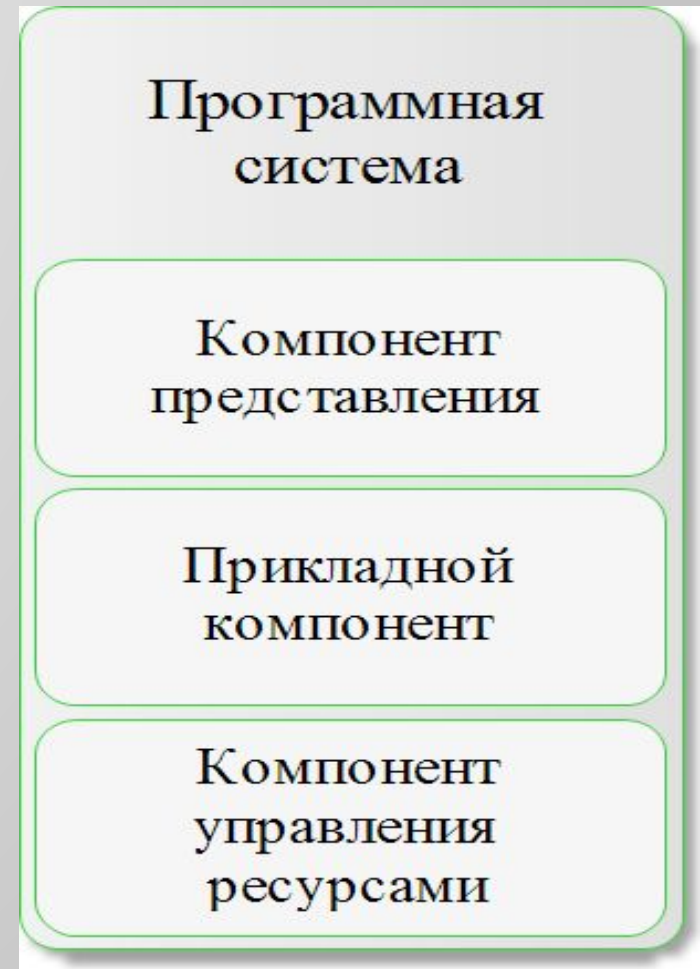 Программная
система
Компонент
представления
Прикладной
компонент
Компонент
управления
ресурсами